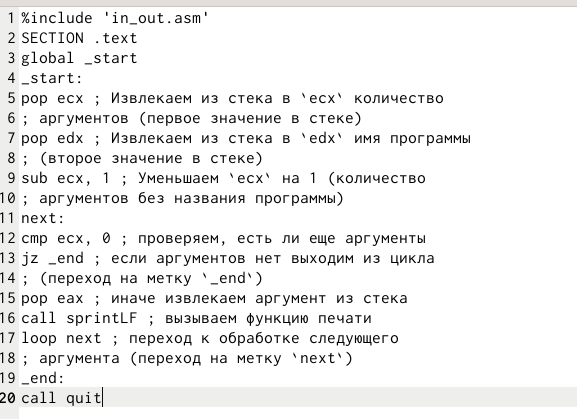 1 %include 'in_out.asm'
2 SECTION .text
3 global _start
4 _start:
5 pop ecx ; Извлекаем из стека в `ecx` количество
6 ; аргументов (первое значение в стеке)
7 pop edx ; Извлекаем из стека в `edx` имя программы
8 ; (второе значение в стеке)
9 sub ecx, 1 ; Уменьшаем `ecx` на 1 (количество
10 ; аргументов без названия программы)
11 next:
12 cmp ecx, 0 ; проверяем, есть ли еще аргументы
13 jz _end ; если аргументов нет выходим из цикла
14 ; (переход на метку `_end`)
15 pop eax ; иначе извлекаем аргумент из стека
16 call sprintLF ; вызываем функцию печати
17 loop next ; переход к обработке следующего
18 ; аргумента (переход на метку `next`)
19 _end:
20 call quit